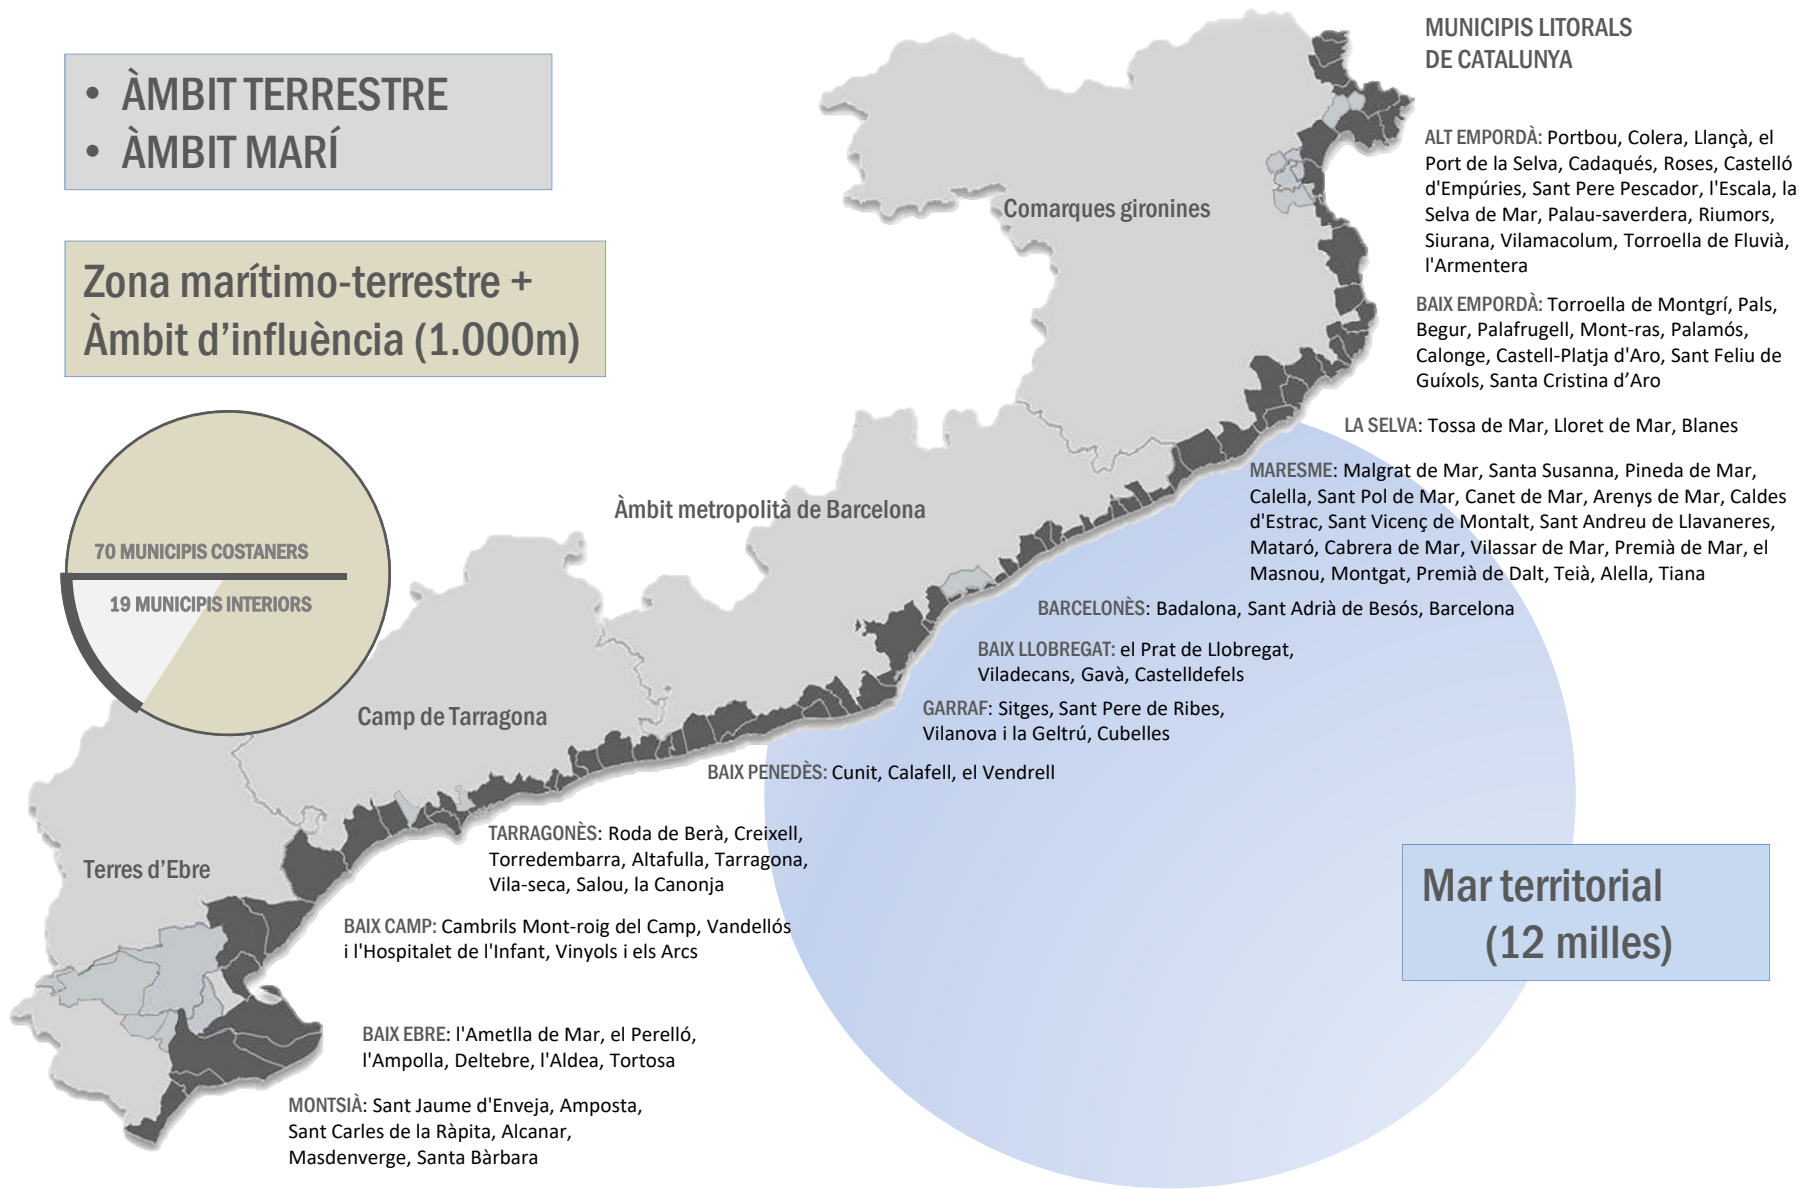 MUNICIPIS LITORALS
DE CATALUNYA
• ÀMBIT TERRESTRE
• ÀMBIT MARÍ
Zona marítimo-terrestre +
Àmbit d’influència (1.000m)
70 MUNICIPIS COSTANERS
19 MUNICIPIS INTERIORS
Comarques gironines
Àmbit metropolità de Barcelona
Camp de Tarragona
Terres d’Ebre
ALT EMPORDÀ: Portbou, Colera, Llançà, el
Port de la Selva, Cadaqués, Roses, Castelló
d'Empúries, Sant Pere Pescador, l'Escala, la
Selva de Mar, Palau-saverdera, Riumors,
Siurana, Vilamacolum, Torroella de Fluvià,
l'Armentera
BAIX EMPORDÀ: Torroella de Montgrí, Pals,
Begur, Palafrugell, Mont-ras, Palamós,
Calonge, Castell-Platja d'Aro, Sant Feliu de
Guíxols, Santa Cristina d’Aro
LA SELVA: Tossa de Mar, Lloret de Mar, Blanes
MARESME: Malgrat de Mar, Santa Susanna, Pineda de Mar,
Calella, Sant Pol de Mar, Canet de Mar, Arenys de Mar, Caldes
d'Estrac, Sant Vicenç de Montalt, Sant Andreu de Llavaneres,
Mataró, Cabrera de Mar, Vilassar de Mar, Premià de Mar, el
Masnou, Montgat, Premià de Dalt, Teià, Alella, Tiana
BARCELONÈS: Badalona, Sant Adrià de Besós, Barcelona
BAIX LLOBREGAT: el Prat de Llobregat,
Viladecans, Gavà, Castelldefels
GARRAF: Sitges, Sant Pere de Ribes,
Vilanova i la Geltrú, Cubelles
BAIX PENEDÈS: Cunit, Calafell, el Vendrell
TARRAGONÈS: Roda de Berà, Creixell,
Torredembarra, Altafulla, Tarragona,
Vila-seca, Salou, la Canonja
BAIX CAMP: Cambrils Mont-roig del Camp, Vandellós
i l'Hospitalet de l'Infant, Vinyols i els Arcs
BAIX EBRE: l'Ametlla de Mar, el Perelló,
l'Ampolla, Deltebre, l'Aldea, Tortosa
MONTSIÀ: Sant Jaume d'Enveja, Amposta,
Sant Carles de la Ràpita, Alcanar,
Masdenverge, Santa Bàrbara
Mar territorial
(12 milles)